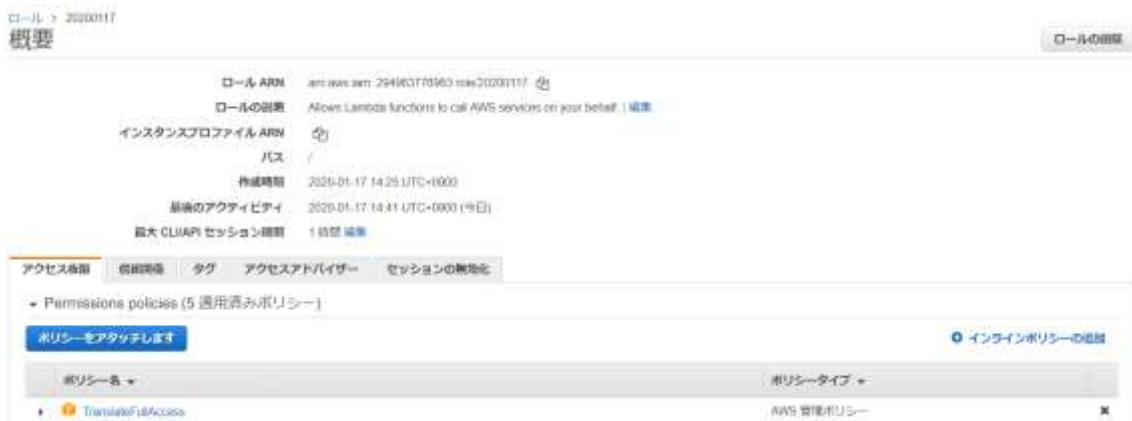 ロール > 20200117
概要
ロールの削除
ロール ARN arn:aws:iam::294963776963:role/20200117
ロールの説明 Allows Lambda functions to call AWS services on your behalf. | 編集
インスタンスプロファイル ARN
パス /
作成時刻 2020-01-17 14:25 UTC+0900
最後のアクティビティ 2020-01-17 14:41 UTC+0900 (今日)
最大 CLI/API セッション期間 1 時間 編集
アクセス権限 信頼関係 タグ アクセスアドバイザー セッションの無効化
Permissions policies (5 適用済みポリシー)
ポリシーをアタッチします
インラインポリシーの追加
ポリシー名 ポリシータイプ
TranslateFullAccess AWS 管理ポリシー